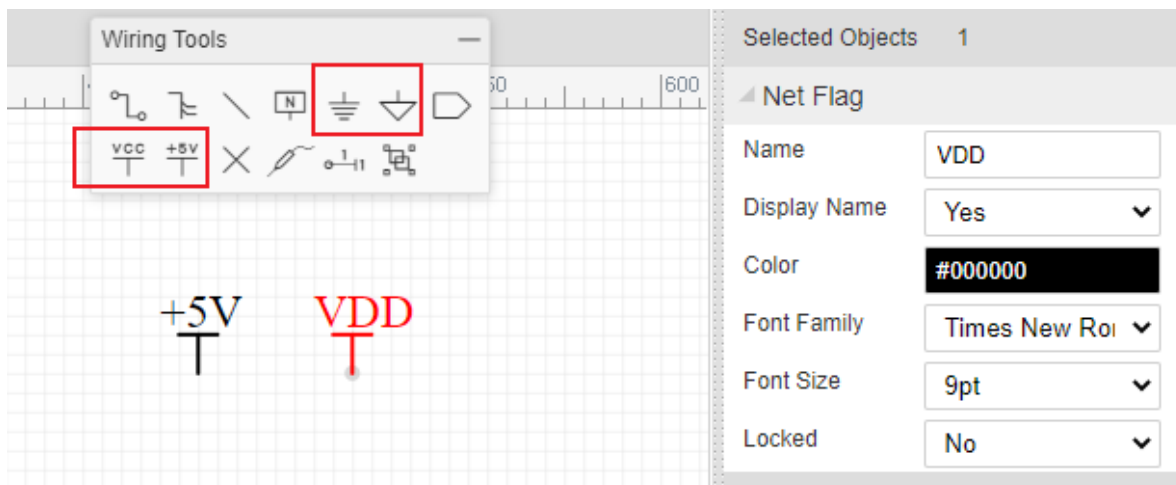 Wiring Tools
N
VCC +5V 1
50 600
+5V VDD
Selected Objects 1
Net Flag
Name VDD
Display Name Yes
Color #000000
Font Family Times New Ro
Font Size 9pt
Locked No